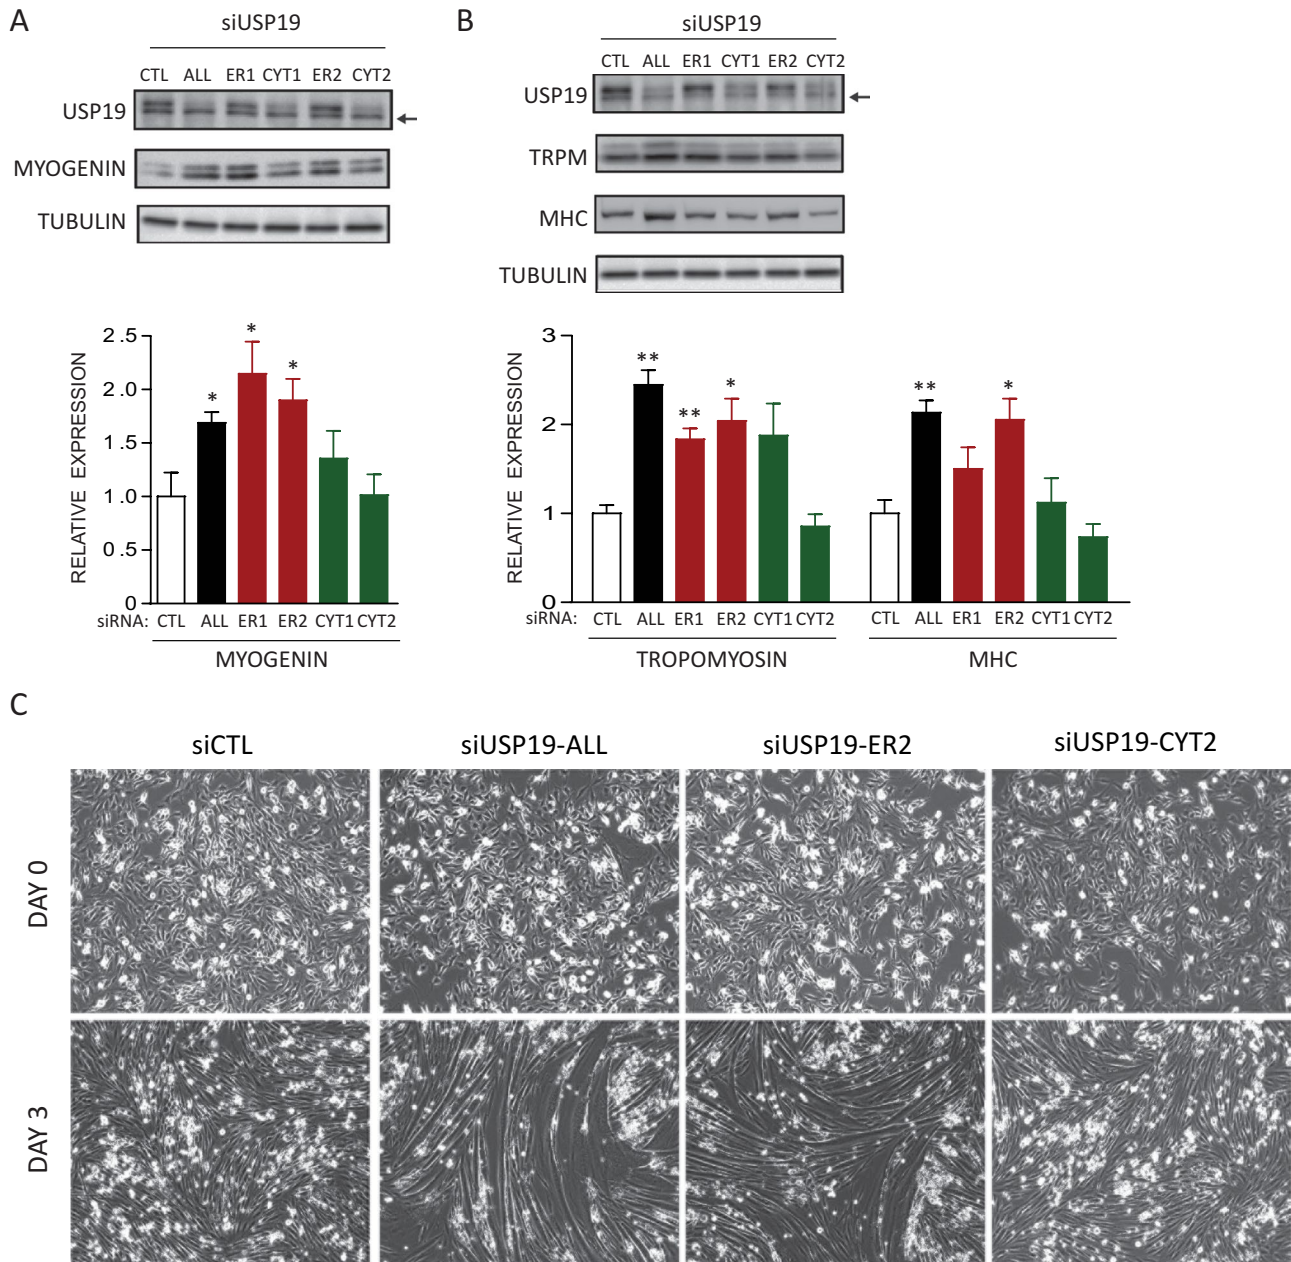 A
siUSP19
CTL ALL ER1 CYT1 ER2 CYT2
USP19
MYOGENIN
TUBULIN
RELATIVE EXPRESSION
2.5
2.0
1.5
1.0
0.5
0
* * *
siRNA: CTL ALL ER1 ER2 CYT1 CYT2
MYOGENIN
B
siUSP19
CTL ALL ER1 CYT1 ER2 CYT2
USP19
TRPM
MHC
TUBULIN
RELATIVE EXPRESSION
3
2
1
0
** ** * ** *
siRNA: CTL ALL ER1 ER2 CYT1 CYT2 CTL ALL ER1 ER2 CYT1 CYT2
TROPOMYOSIN MHC
C
siCTL siUSP19-ALL siUSP19-ER2 siUSP19-CYT2
DAY 0
DAY 3